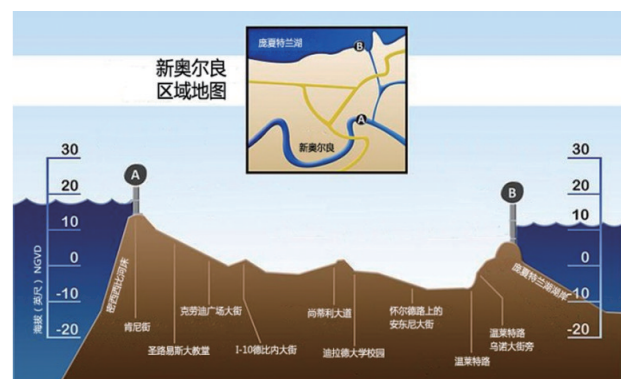 新奥尔良
区域地图
庞夏特兰湖
B
A
新奥尔良
30
20
10
0
-10
-20
海拔（英尺）NGVD
A
B
30
20
10
0
-10
-20
密西西比河床
肯尼街
圣路易斯大教堂
克劳迪广场大街
I-10德比内大街
尚蒂利大道
迪拉德大学校园
怀尔德路上的
安东尼大街
温莱特路
温莱特路
乌诺大街旁
庞夏特兰湖湖岸